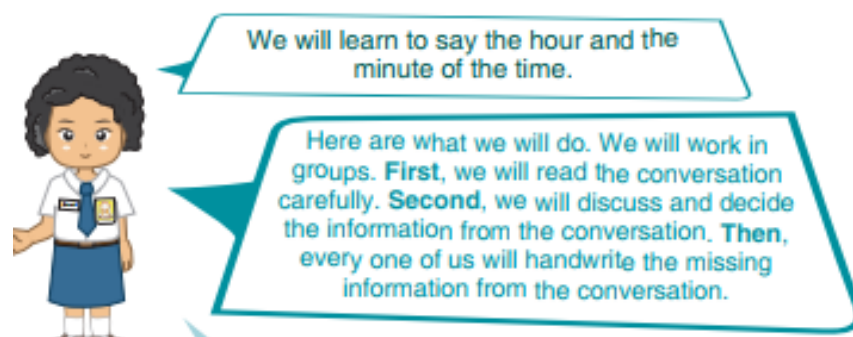 We will learn to say the hour and the
minute of the time.
Here are what we will do. We will work in
groups. First, we will read the conversation
carefully. Second, we will discuss and decide
the information from the conversation. Then,
every one of us will handwrite the missing
information from the conversation.